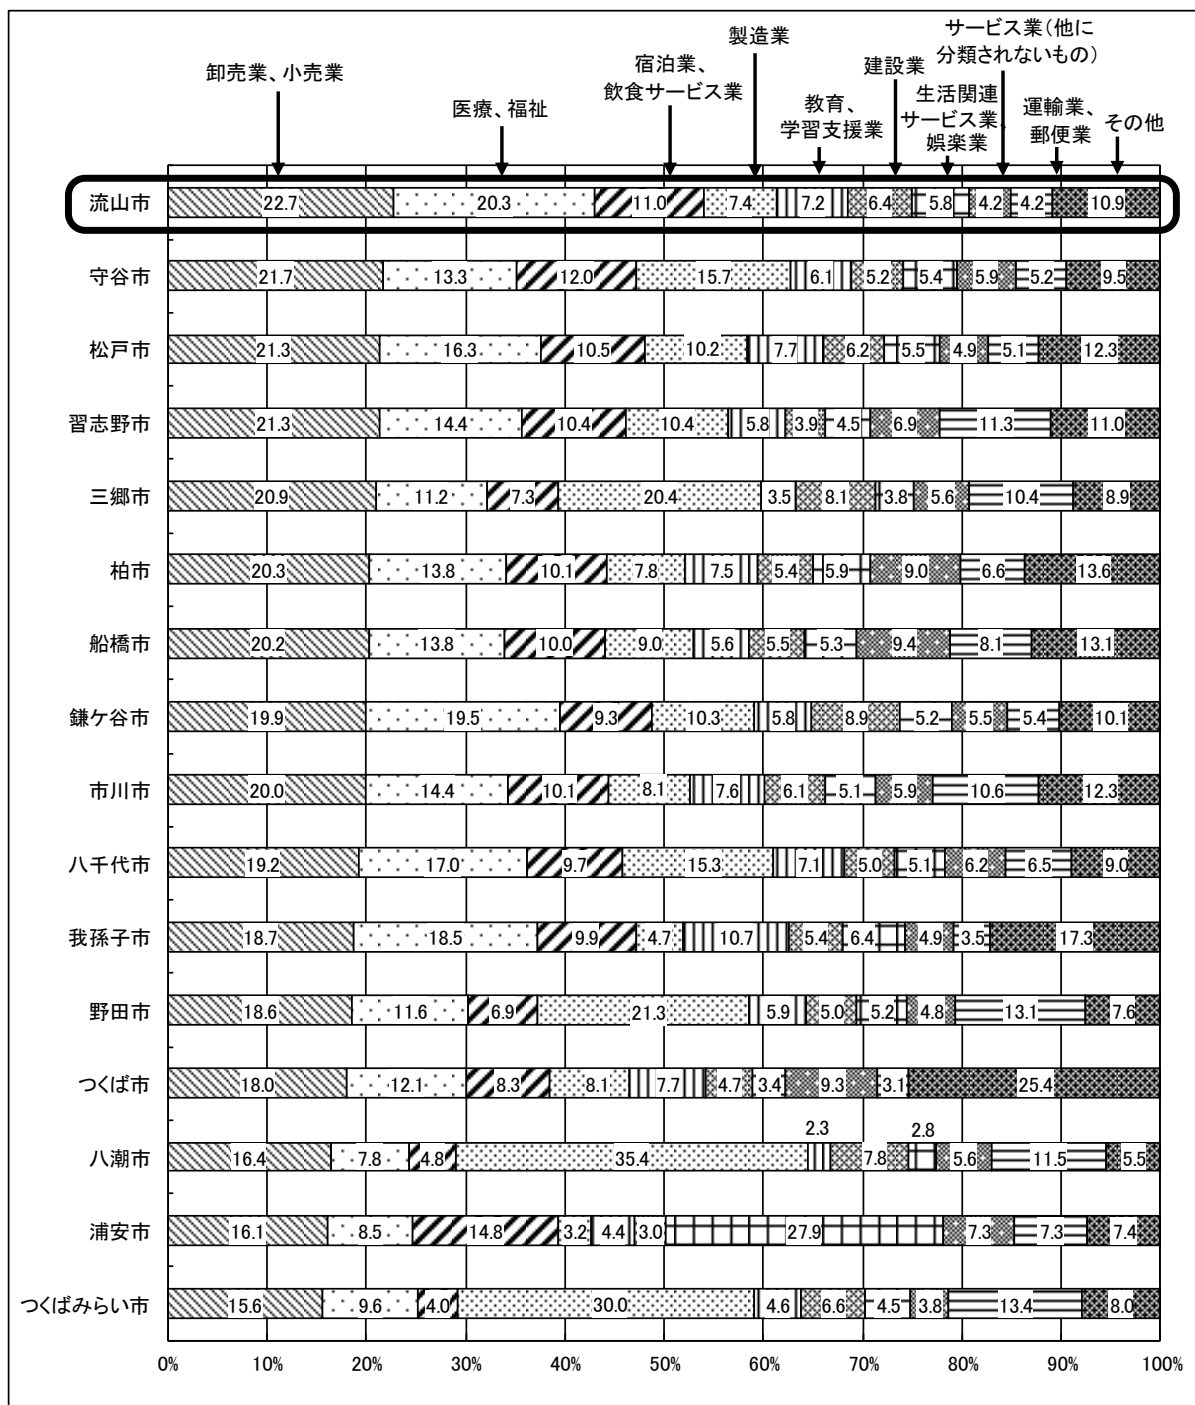 卸売業、小売業
医療、福祉
宿泊業、
飲食サービス業
製造業
教育、
学習支援業
建設業
生活関連
サービス業、
娯楽業
サービス業(他に
分類されないもの)
運輸業、
郵便業
その他
流山市 22.7 20.3 11.0 7.4 7.2 6.4 5.8 4.2 4.2 10.9
守谷市 21.7 13.3 12.0 15.7 6.1 5.2 5.4 5.9 5.2 9.5
松戸市 21.3 16.3 10.5 10.2 7.7 6.2 5.5 4.9 5.1 12.3
習志野市 21.3 14.4 10.4 10.4 5.8 3.9 4.5 6.9 11.3 11.0
三郷市 20.9 11.2 7.3 20.4 3.5 8.1 3.8 5.6 10.4 8.9
柏市 20.3 13.8 10.1 7.8 7.5 5.4 5.9 9.0 6.6 13.6
船橋市 20.2 13.8 10.0 9.0 5.6 5.5 5.3 9.4 8.1 13.1
鎌ケ谷市 19.9 19.5 9.3 10.3 5.8 8.9 5.2 5.5 5.4 10.1
市川市 20.0 14.4 10.1 8.1 7.6 6.1 5.1 5.9 10.6 12.3
八千代市 19.2 17.0 9.7 15.3 7.1 5.0 5.1 6.2 6.5 9.0
我孫子市 18.7 18.5 9.9 4.7 10.7 5.4 6.4 4.9 3.5 17.3
野田市 18.6 11.6 6.9 21.3 5.9 5.0 5.2 4.8 13.1 7.6
つくば市 18.0 12.1 8.3 8.1 7.7 4.7 3.4 9.3 3.1 25.4
八潮市 16.4 7.8 4.8 35.4 2.3 7.8 2.8 5.6 11.5 5.5
浦安市 16.1 8.5 14.8 3.2 4.4 3.0 27.9 7.3 7.3 7.4
つくばみらい市 15.6 9.6 4.0 30.0 4.6 6.6 4.5 3.8 13.4 8.0
0% 10% 20% 30% 40% 50% 60% 70% 80% 90% 100%